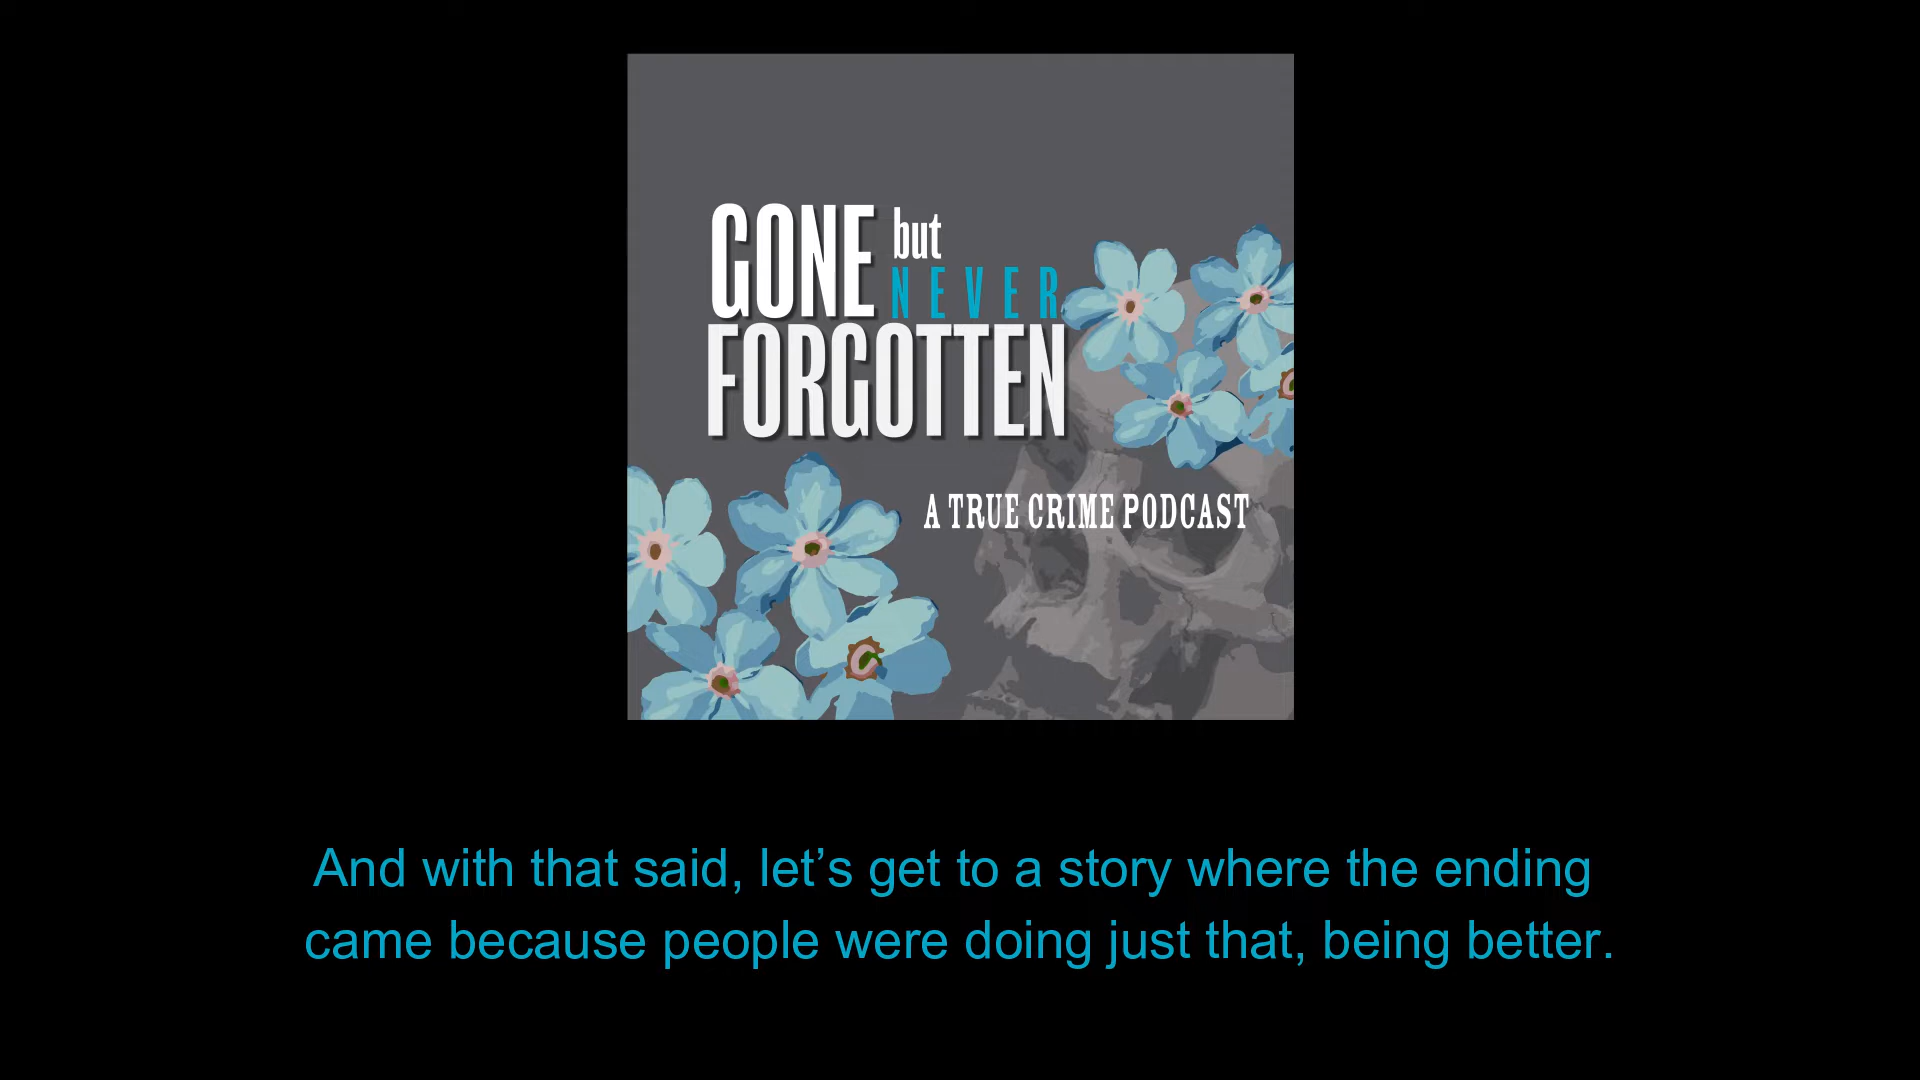 GONE but
NEVER
FORGOTTEN
A TRUE CRIME PODCAST
And with that said, let’s get to a story where the ending
came because people were doing just that, being better.